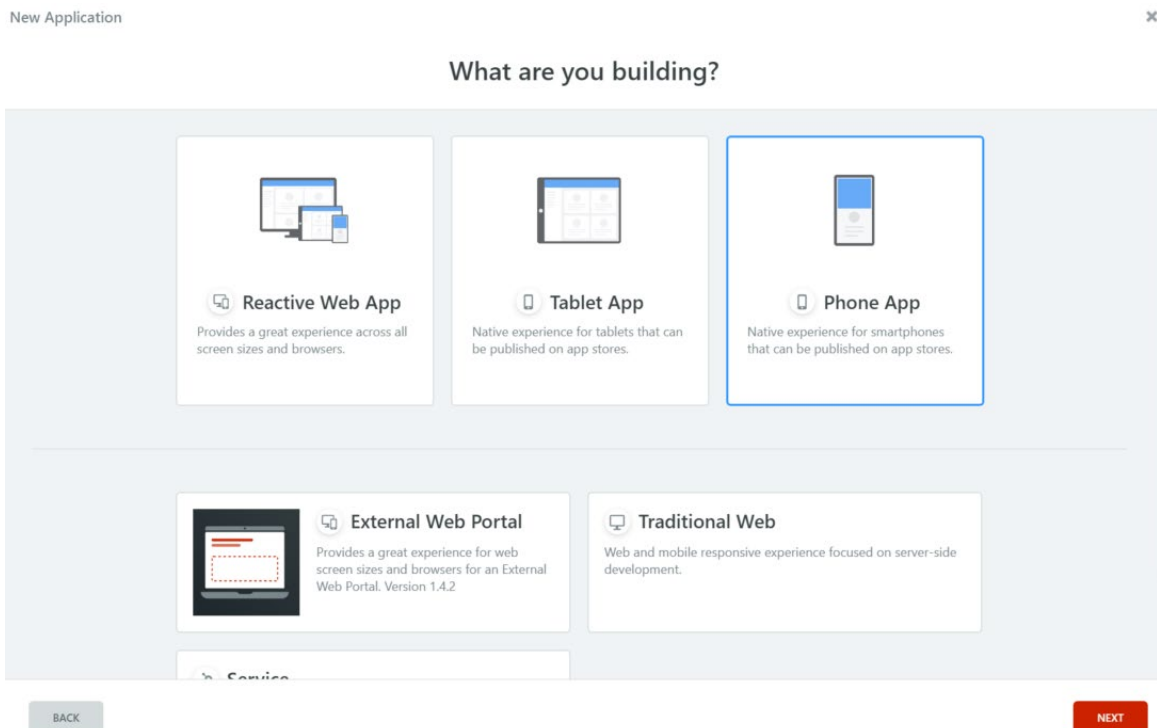 New Application
What are you building?
Reactive Web App
Provides a great experience across all
screen sizes and browsers.
Tablet App
Native experience for tablets that can
be published on app stores.
Phone App
Native experience for smartphones
that can be published on app stores.
External Web Portal
Provides a great experience for web
screen sizes and browsers for an External
Web Portal. Version 1.4.2
Traditional Web
Web and mobile responsive experience focused on server-side
development.
Service
BACK
NEXT